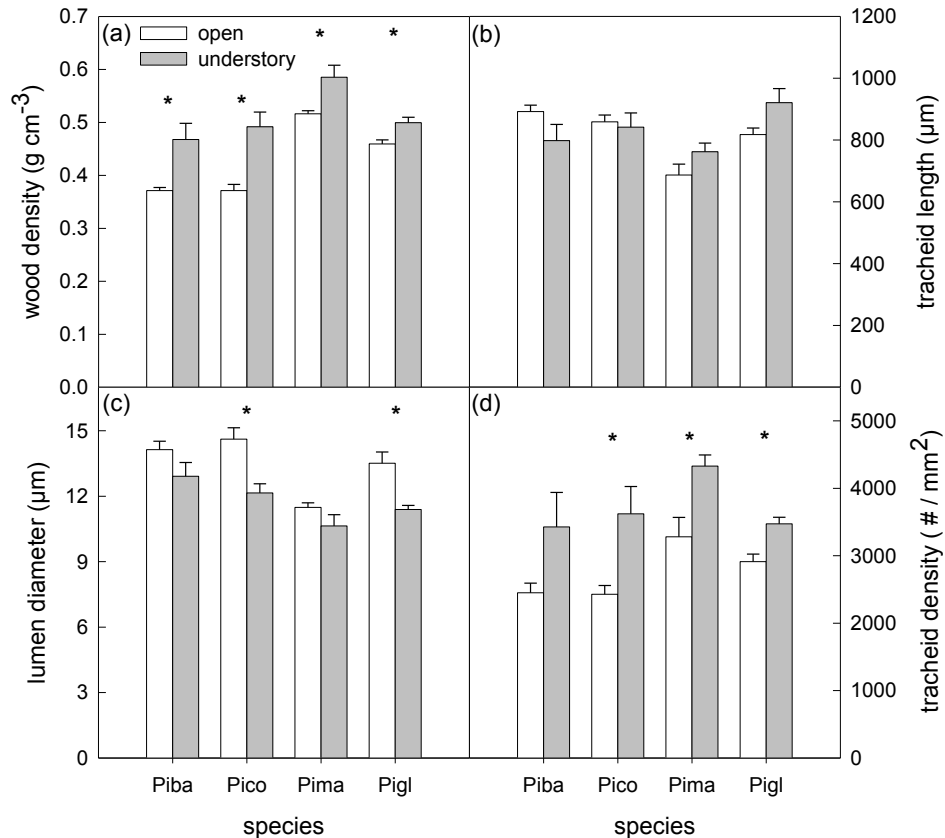 (a)
open
understory
* * * *
0.7
0.6
0.5
0.4
0.3
0.2
0.1
0.0
wood density (g cm⁻³)
(b)
1200
1000
800
600
400
200
0
tracheid length (µm)
(c)
* *
15
12
9
6
3
0
lumen diameter (µm)
Piba Pico Pima Pigl
species
(d)
* * *
5000
4000
3000
2000
1000
0
tracheid density ( # / mm²)
Piba Pico Pima Pigl
species